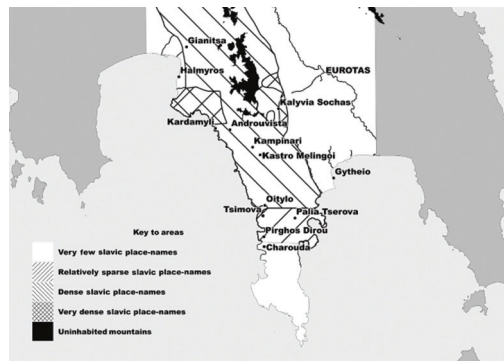 Gianitsa
Halmyros
EUROTAS
Kalyvia Sochas
Kardamyli
Androuvista
Kampinari
Kastro Melingoi
Gytheio
Oitylo
Tsimova
Palia Tserova
Pirghos Dirou
Charouda
Key to areas
Very few slavic place-names
Relatively sparse slavic place-names
Dense slavic place-names
Very dense slavic place-names
Uninhabited mountains